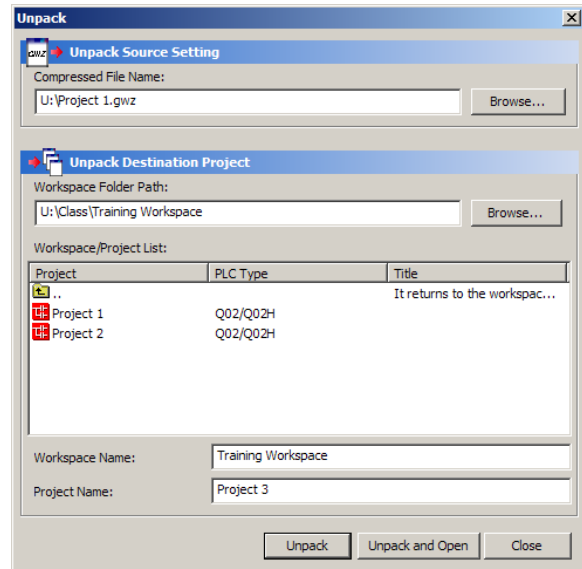 Unpack
GWZ Unpack Source Setting
Compressed File Name:
U:\Project 1.gwz
Browse...
Unpack Destination Project
Workspace Folder Path:
U:\Class\Training Workspace
Browse...
Workspace/Project List:
Project PLC Type Title
.. It returns to the workspac...
Project 1 Q02/Q02H
Project 2 Q02/Q02H
Workspace Name: Training Workspace
Project Name: Project 3
Unpack Unpack and Open Close